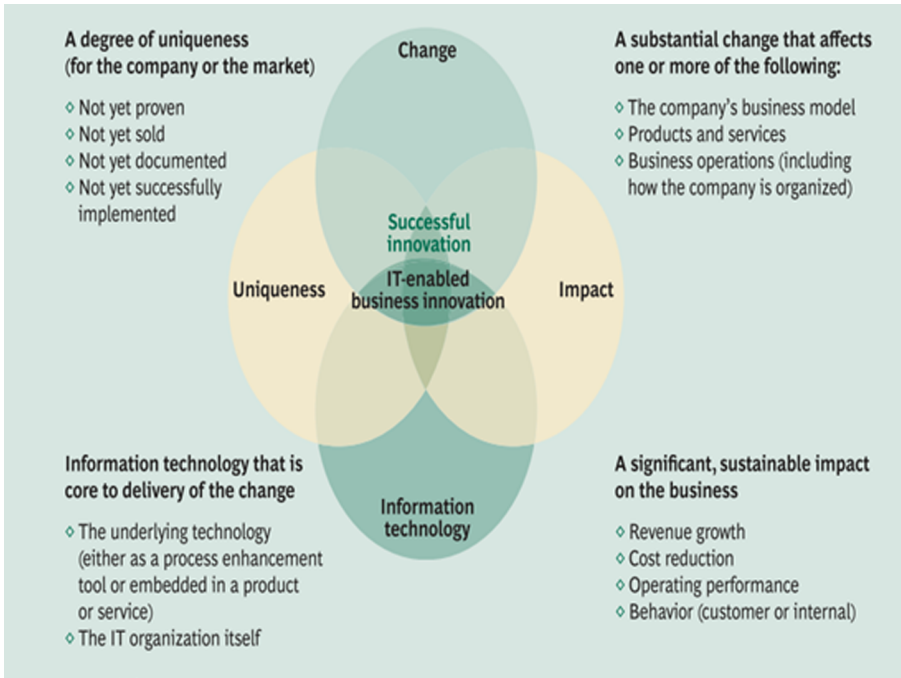 A degree of uniqueness
(for the company or the market)
◊ Not yet proven
◊ Not yet sold
◊ Not yet documented
◊ Not yet successfully
implemented
Change
A substantial change that affects
one or more of the following:
◊ The company’s business model
◊ Products and services
◊ Business operations (including
how the company is organized)
Successful
innovation
Uniqueness
IT-enabled
business innovation
Impact
Information technology that is
core to delivery of the change
◊ The underlying technology
(either as a process enhancement
tool or embedded in a product
or service)
◊ The IT organization itself
Information
technology
A significant, sustainable impact
on the business
◊ Revenue growth
◊ Cost reduction
◊ Operating performance
◊ Behavior (customer or internal)